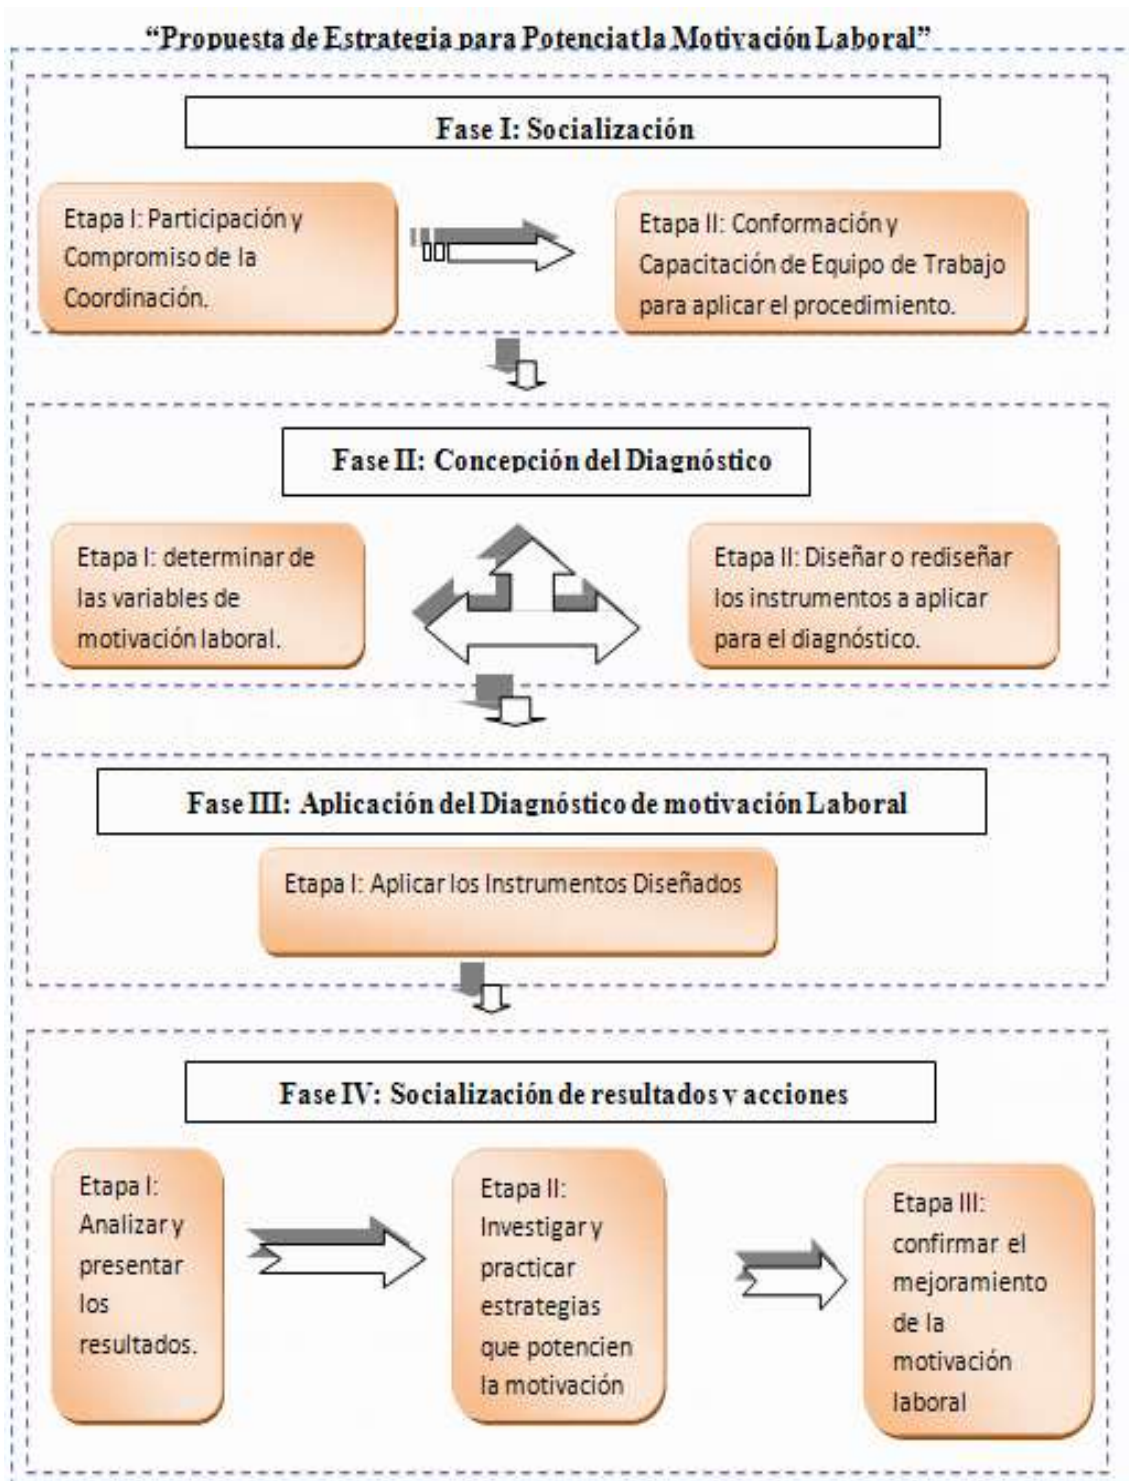 “Propuesta de Estrategia para Potenciat la Motivación Laboral”
Fase I: Socialización
Etapa I: Participación y
Compromiso de la
Coordinación.
Etapa II: Conformación y
Capacitación de Equipo de Trabajo
para aplicar el procedimiento.
Fase II: Concepción del Diagnóstico
Etapa I: determinar de
las variables de
motivación laboral.
Etapa II: Diseñar o rediseñar
los instrumentos a aplicar
para el diagnóstico.
Fase III: Aplicación del Diagnóstico de motivación Laboral
Etapa I: Aplicar los Instrumentos Diseñados
Fase IV: Socialización de resultados y acciones
Etapa I:
Analizar y
presentar
los
resultados.
Etapa II:
Investigar y
practicar
estrategias
que potencien
la motivación
Etapa III:
confirmar el
mejoramiento
de la
motivación
laboral